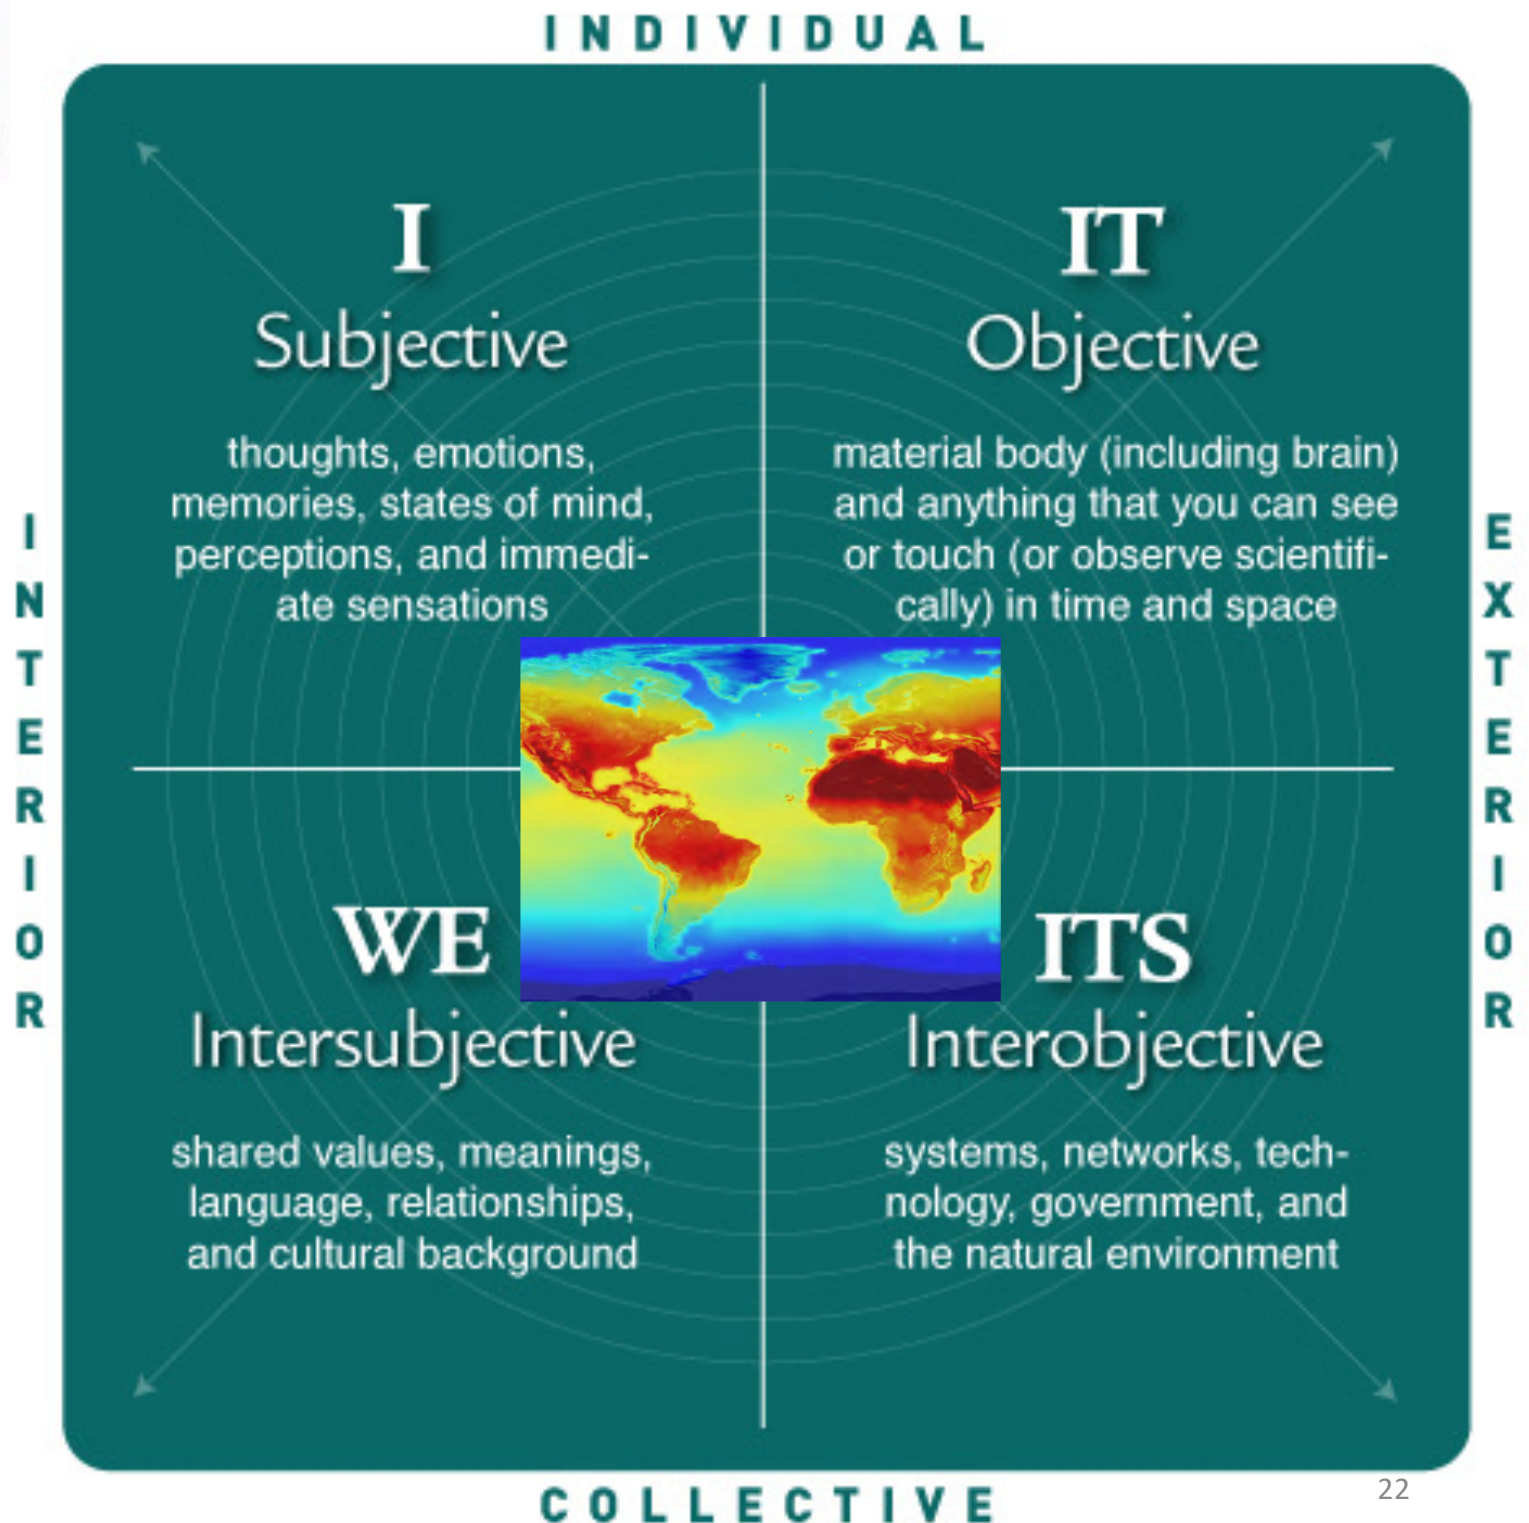 INDIVIDUAL
I
Subjective
thoughts, emotions,
memories, states of mind,
perceptions, and immedi-
ate sensations
IT
Objective
material body (including brain)
and anything that you can see
or touch (or observe scientifi-
cally) in time and space
INTERIOR
EXTERIOR
WE
Intersubjective
shared values, meanings,
language, relationships,
and cultural background
ITS
Interobjective
systems, networks, tech-
nology, government, and
the natural environment
COLLECTIVE
22